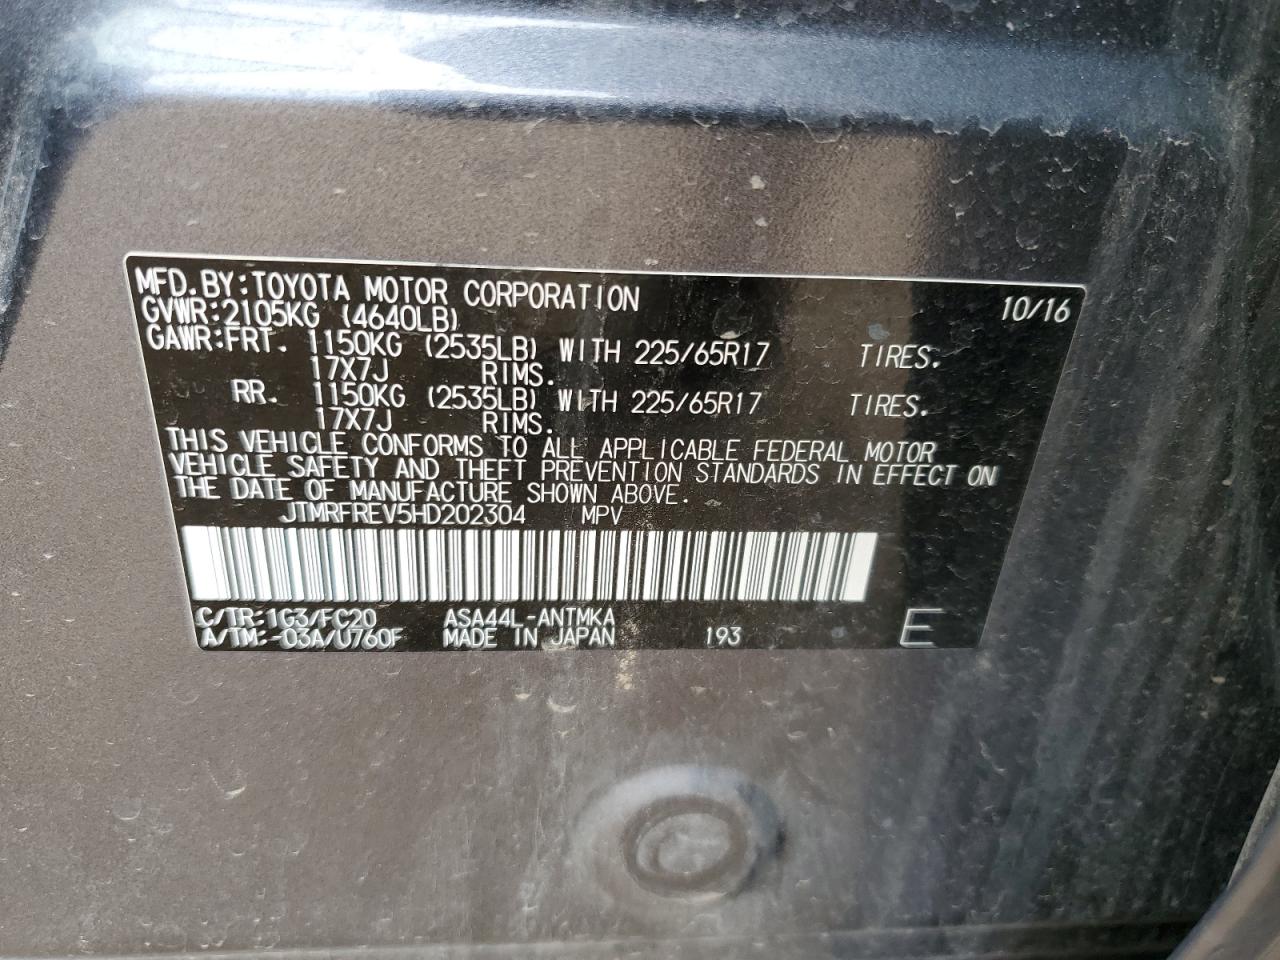 MFD. BY: TOYOTA MOTOR CORPORATION 10/16
GVWR: 2105KG (4640LB)
GAWR: FRT. 1150KG (2535LB) WITH 225/65R17 TIRES.
17X7J RIMS.
RR. 1150KG (2535LB) WITH 225/65R17 TIRES.
17X7J RIMS.
THIS VEHICLE CONFORMS TO ALL APPLICABLE FEDERAL MOTOR
VEHICLE SAFETY AND THEFT PREVENTION STANDARDS IN EFFECT ON
THE DATE OF MANUFACTURE SHOWN ABOVE.
JTMRFREV5HD202304 MPV
C/TR: 1G3/FC20 ASA44L-ANTMKA
A/TM: -03A/U760F MADE IN JAPAN 193 E